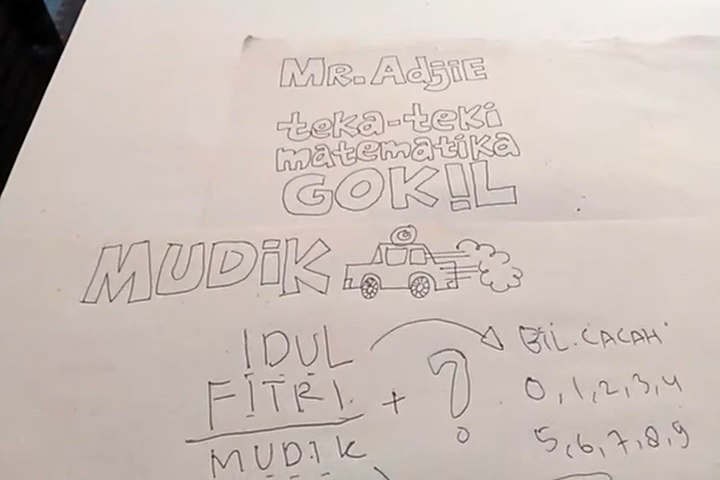 MR. AdjiE
teka-teki
matematika
GOK!L
MUDiK
IDUL
FITRI + ?
MUDIK
BIL. CACAH
0, 1, 2, 3, 4
5, 6, 7, 8, 9